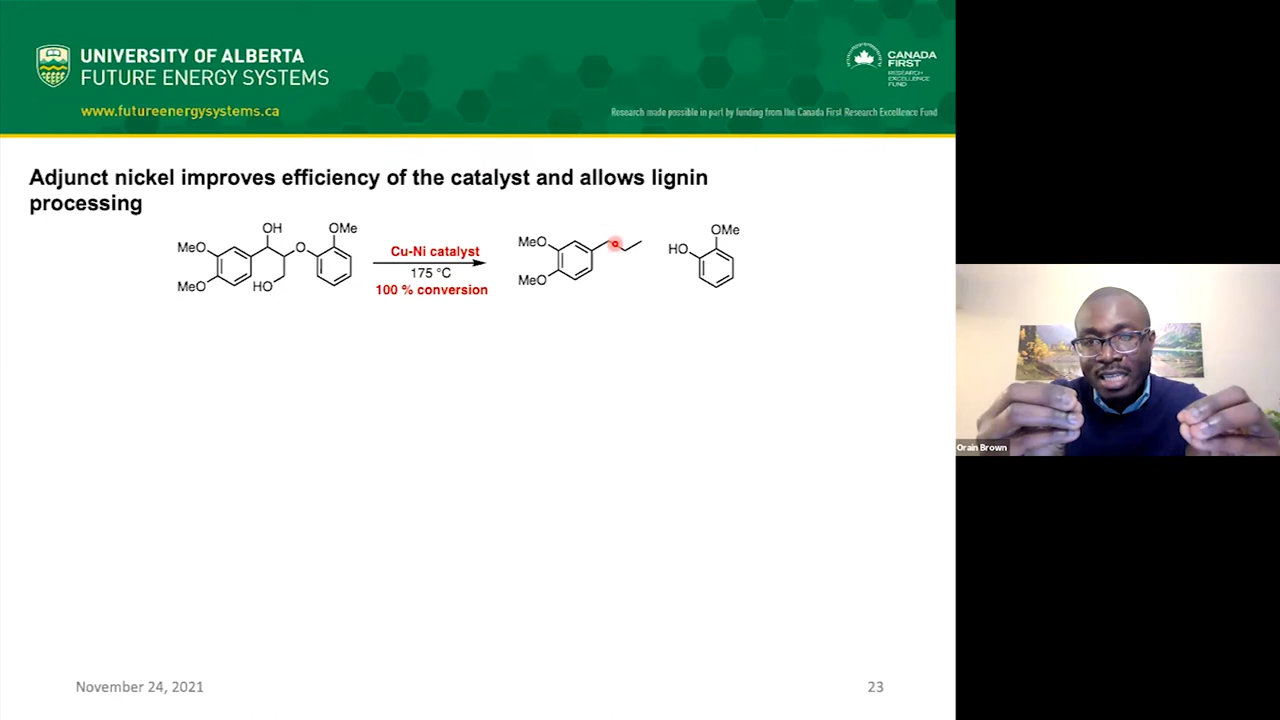 UNIVERSITY OF ALBERTA
FUTURE ENERGY SYSTEMS
www.futureenergysystems.ca
CANADA
FIRST
RESEARCH
EXCELLENCE
FUND
Research made possible in part by funding from the Canada First Research Excellence Fund
Adjunct nickel improves efficiency of the catalyst and allows lignin
processing
OH
OMe
MeO
O
MeO
HO
Cu-Ni catalyst
175 °C
100 % conversion
MeO
MeO
OMe
HO
Orain Brown
November 24, 2021
23